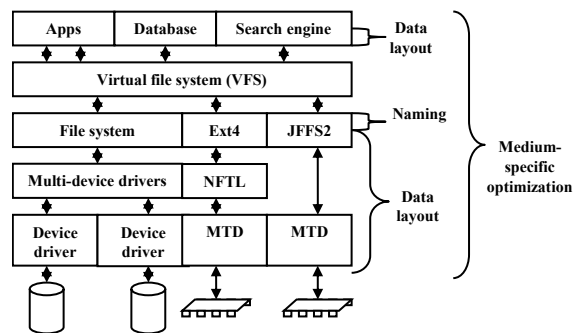 Apps Database Search engine
Data
layout
Virtual file system (VFS)
File system Ext4 JFFS2
Naming
Medium-
specific
optimization
Multi-device drivers NFTL
Data
layout
Device
driver
Device
driver
MTD MTD